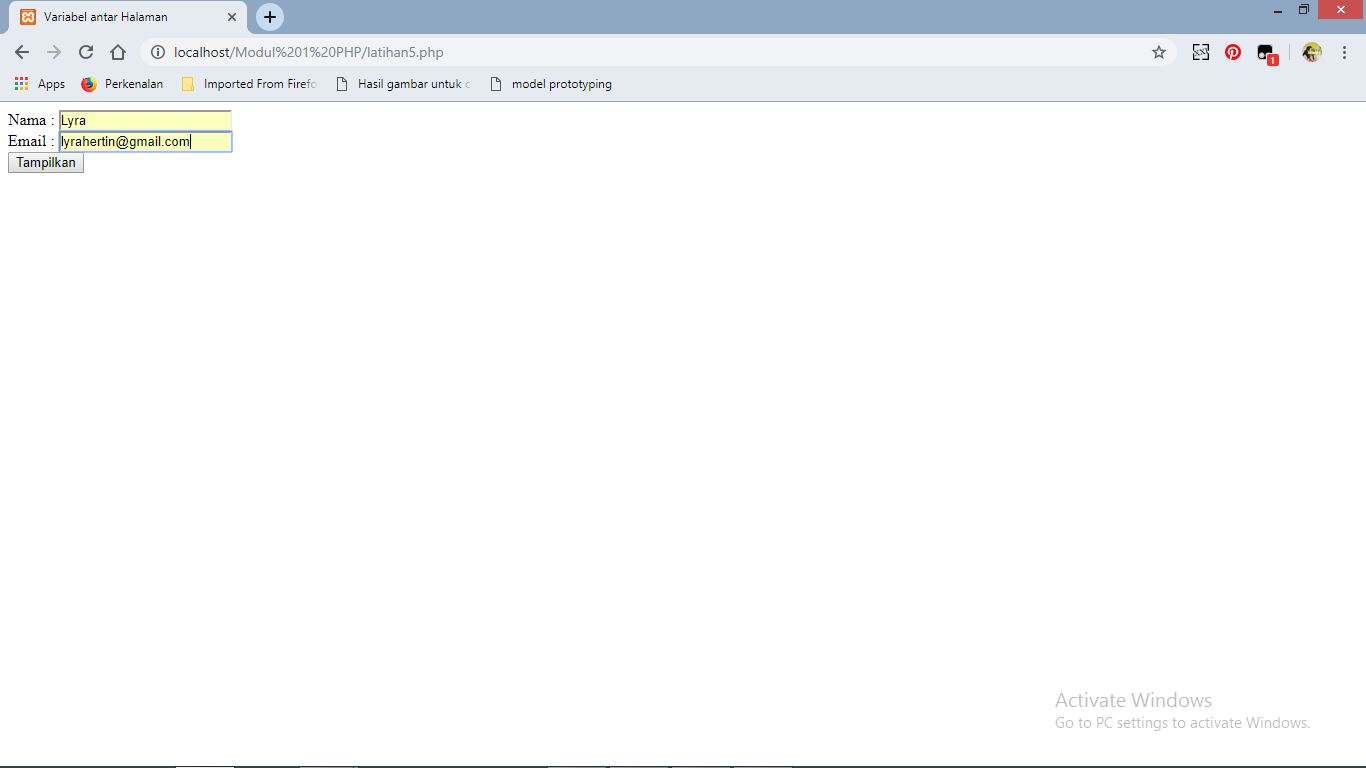 Variabel antar Halaman
localhost/Modul%201%20PHP/latihan5.php
1
Apps Perkenalan Imported From Firefo Hasil gambar untuk c model prototyping
Nama : Lyra
Email : lyrahertin@gmail.com
Tampilkan
Activate Windows
Go to PC settings to activate Windows.